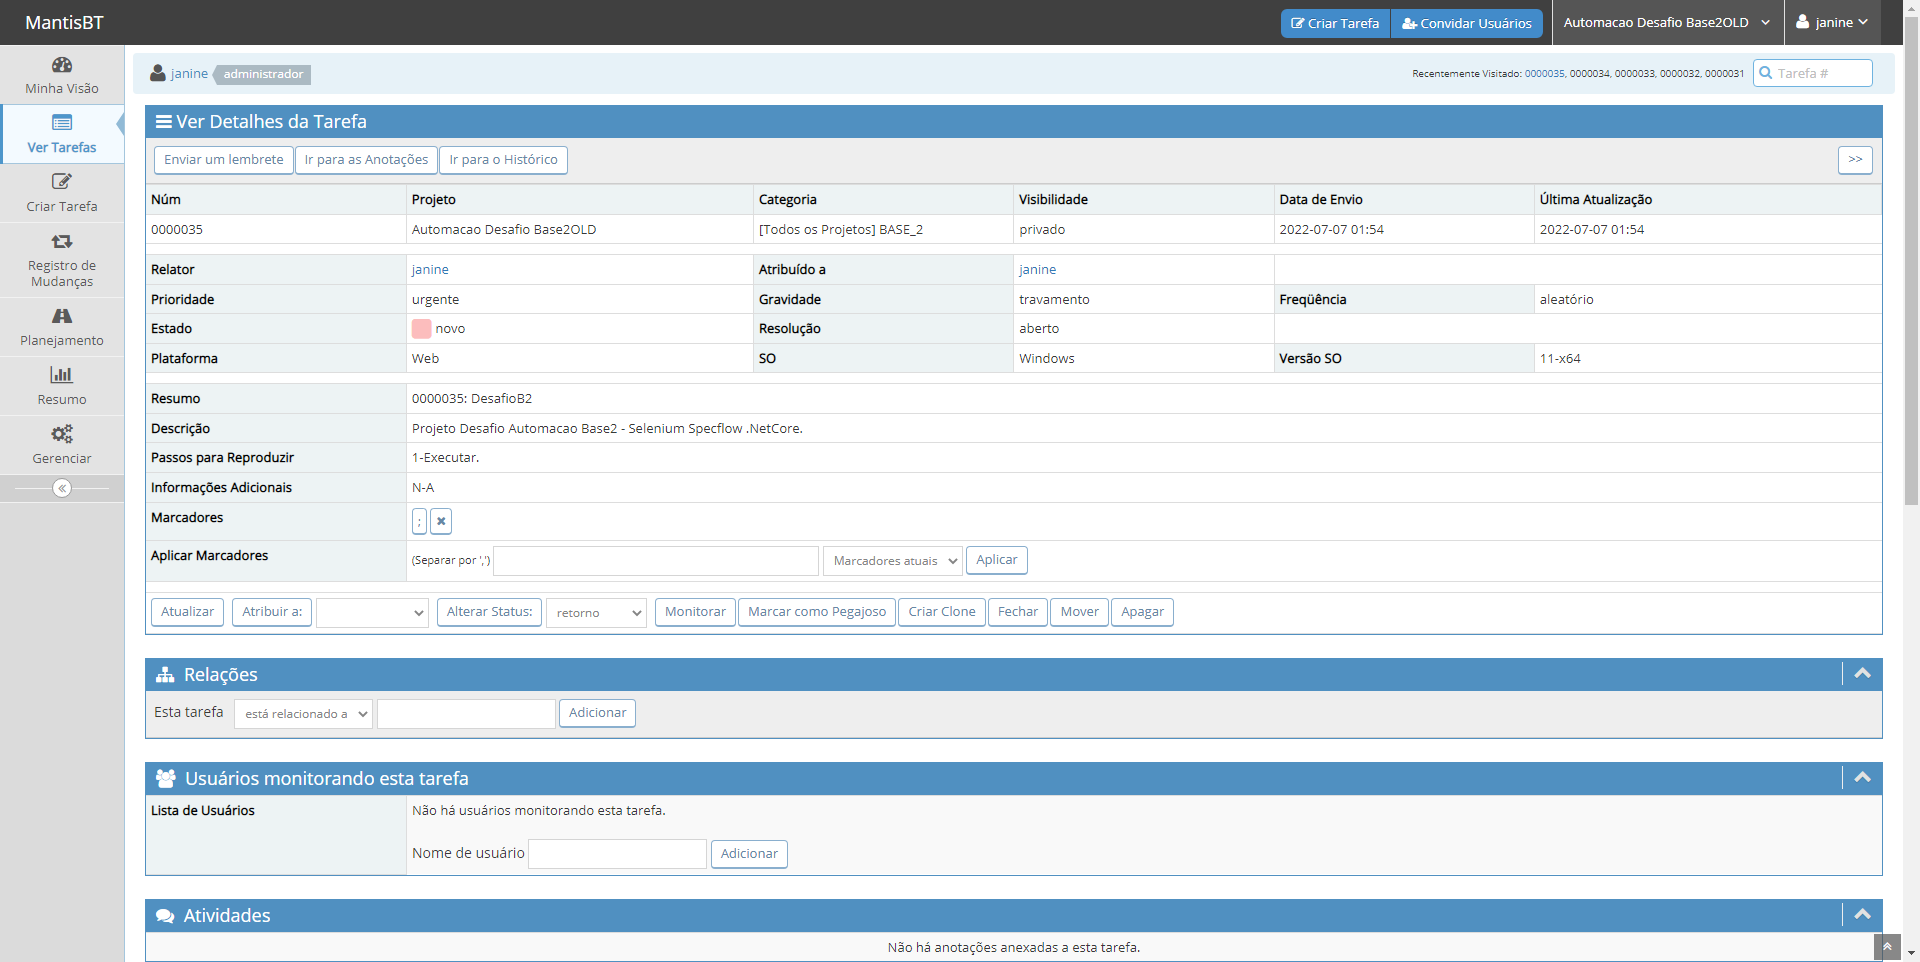 MantisBT
Criar Tarefa
Convidar Usuários
Automacao Desafio Base2OLD
janine
Minha Visão
Ver Tarefas
Criar Tarefa
Registro de
Mudanças
Planejamento
Resumo
Gerenciar
janine administrador
Recentemente Visitado: 0000035, 0000034, 0000033, 0000032, 0000031
Tarefa #
Ver Detalhes da Tarefa
Enviar um lembrete Ir para as Anotações Ir para o Histórico >>
Núm Projeto Categoria Visibilidade Data de Envio Última Atualização
0000035 Automacao Desafio Base2OLD [Todos os Projetos] BASE_2 privado 2022-07-07 01:54 2022-07-07 01:54
Relator janine Atribuído a janine
Prioridade urgente Gravidade travamento Freqüência aleatório
Estado novo Resolução aberto
Plataforma Web SO Windows Versão SO 11-x64
Resumo 0000035: DesafioB2
Descrição Projeto Desafio Automacao Base2 - Selenium Specflow .NetCore.
Passos para Reproduzir 1-Executar.
Informações Adicionais N-A
Marcadores ;
Aplicar Marcadores (Separar por ',') Marcadores atuais Aplicar
Atualizar Atribuir a: Alterar Status: retorno Monitorar Marcar como Pegajoso Criar Clone Fechar Mover Apagar
Relações
Esta tarefa está relacionado a Adicionar
Usuários monitorando esta tarefa
Lista de Usuários Não há usuários monitorando esta tarefa.
Nome de usuário Adicionar
Atividades
Não há anotações anexadas a esta tarefa.